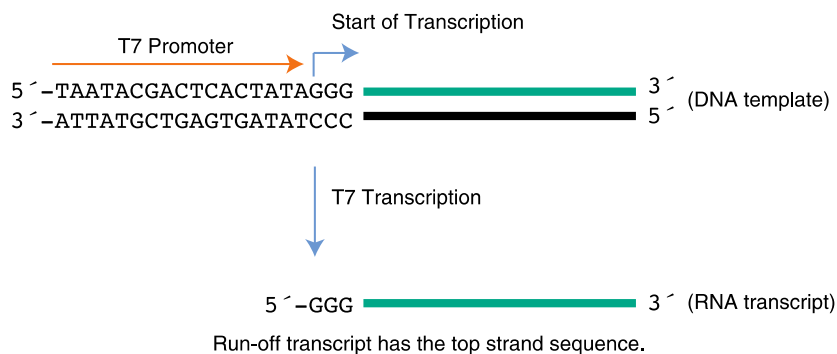 Start of Transcription
T7 Promoter
5´-TAATACGACTCACTATAGGG 3´
3´-ATTATGCTGAGTGATATCCC 5´
(DNA template)
T7 Transcription
5´-GGG 3´ (RNA transcript)
Run-off transcript has the top strand sequence.